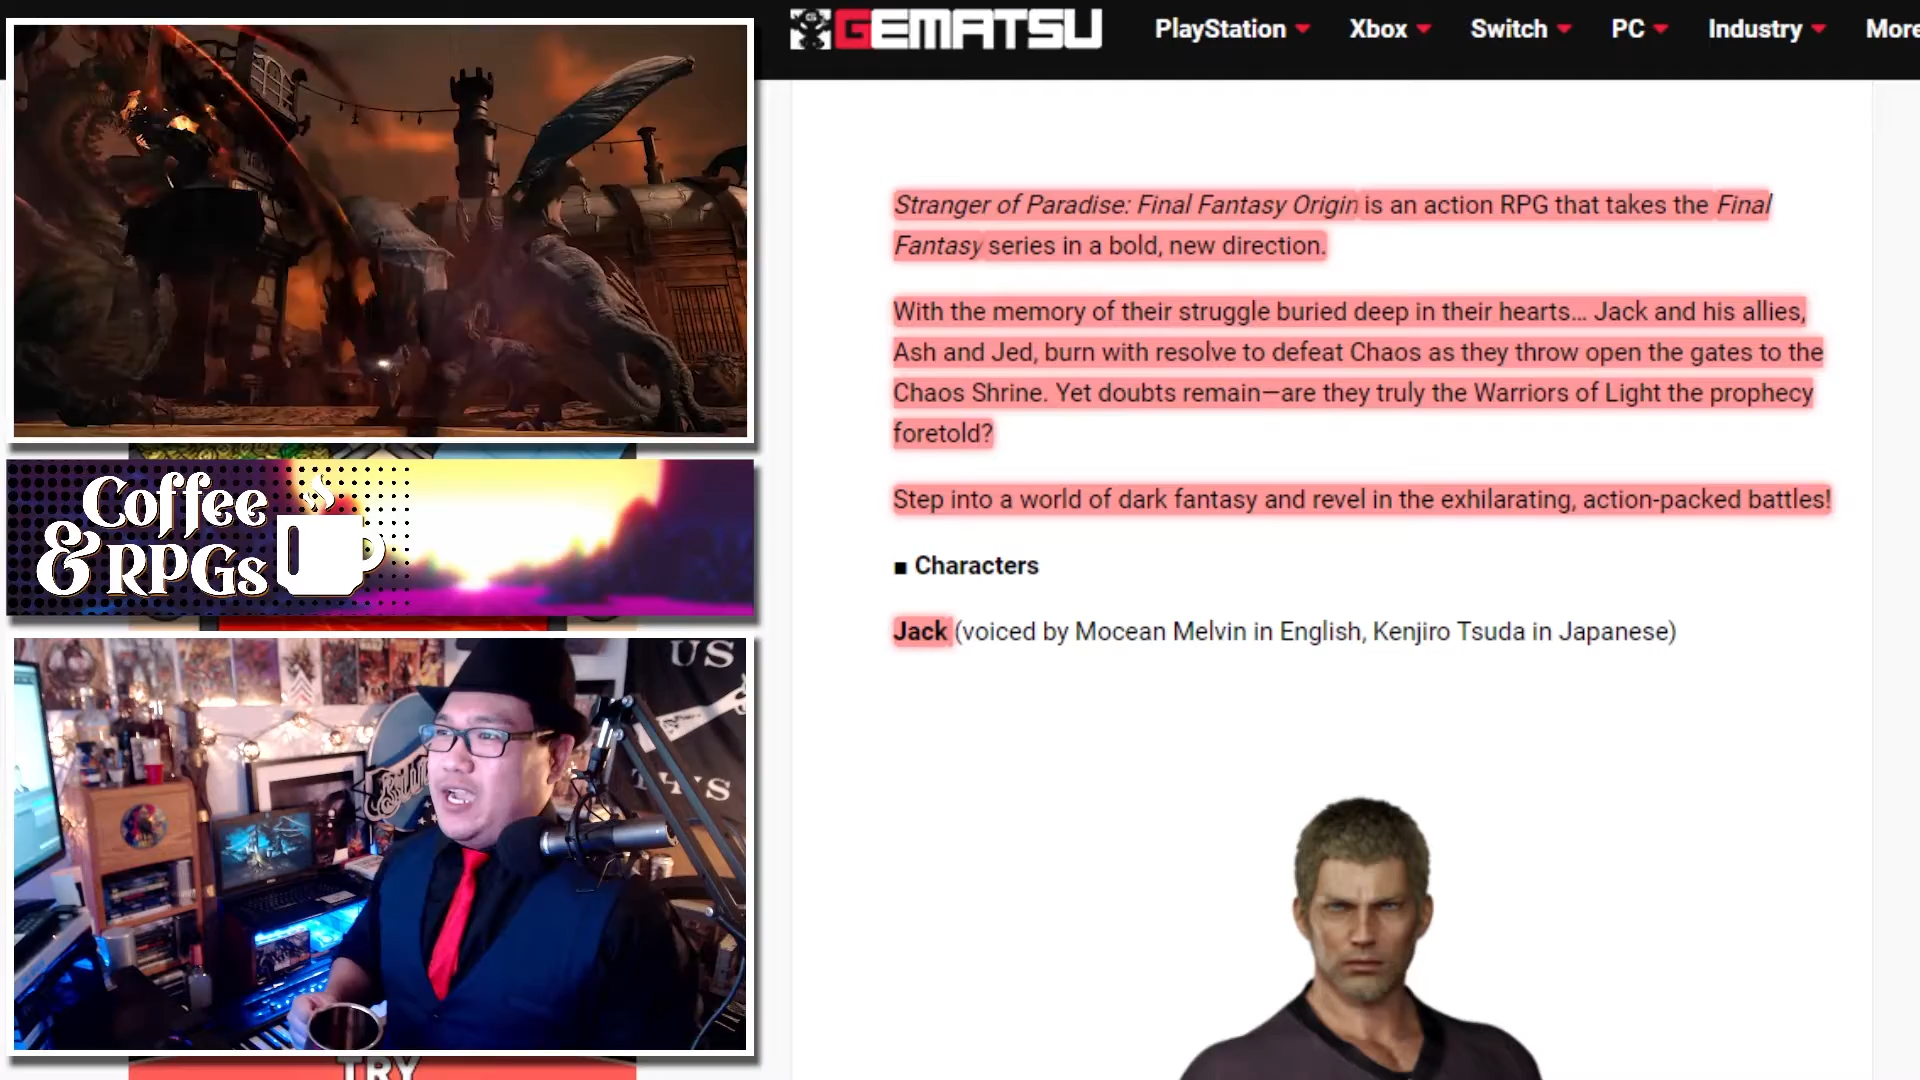 GEMATSU
PlayStation Xbox Switch PC Industry More
Stranger of Paradise: Final Fantasy Origin is an action RPG that takes the Final
Fantasy series in a bold, new direction.
With the memory of their struggle buried deep in their hearts… Jack and his allies,
Ash and Jed, burn with resolve to defeat Chaos as they throw open the gates to the
Chaos Shrine. Yet doubts remain—are they truly the Warriors of Light the prophecy
foretold?
Step into a world of dark fantasy and revel in the exhilarating, action-packed battles!
■ Characters
Jack (voiced by Mocean Melvin in English, Kenjiro Tsuda in Japanese)
Coffee
& RPGs
US
TRY